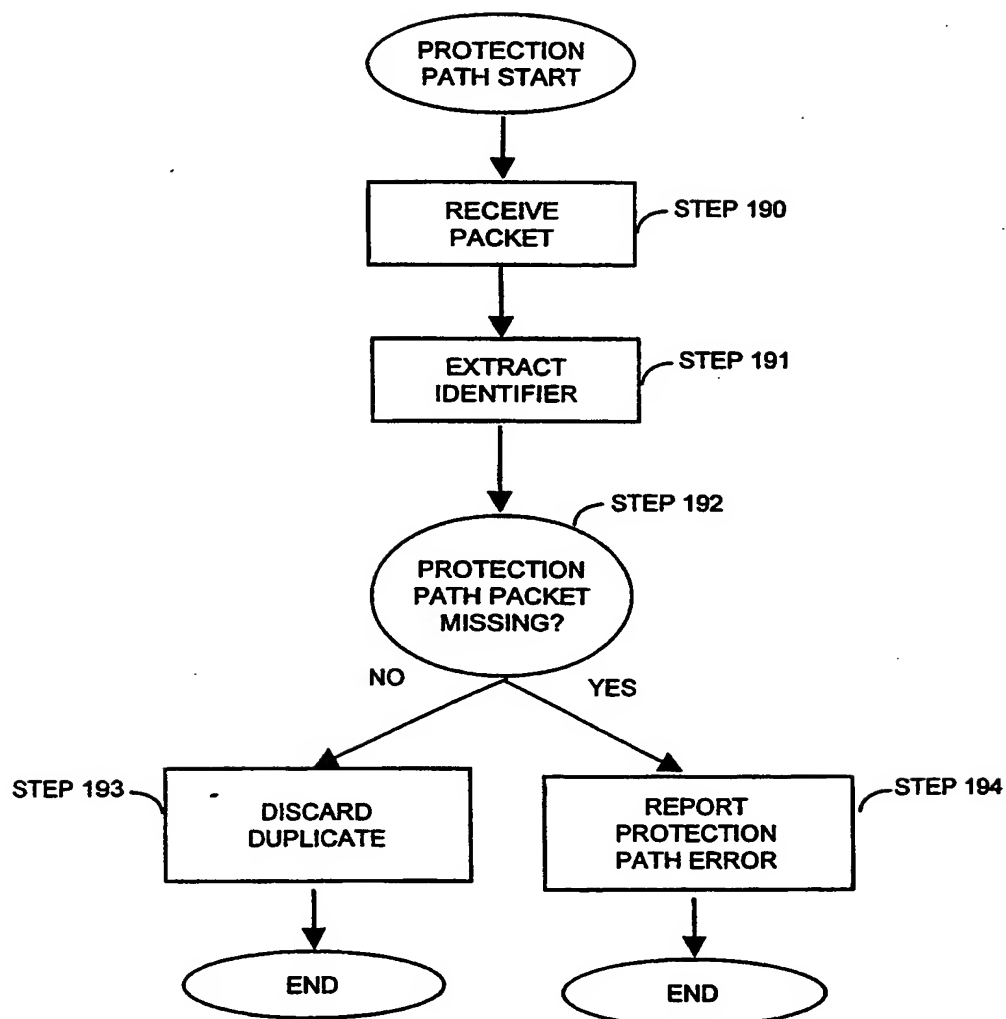 PROTECTION
PATH START
RECEIVE
PACKET
STEP 190
EXTRACT
IDENTIFIER
STEP 191
STEP 192
PROTECTION
PATH PACKET
MISSING?
NO
YES
STEP 193
DISCARD
DUPLICATE
REPORT
PROTECTION
PATH ERROR
STEP 194
END
END